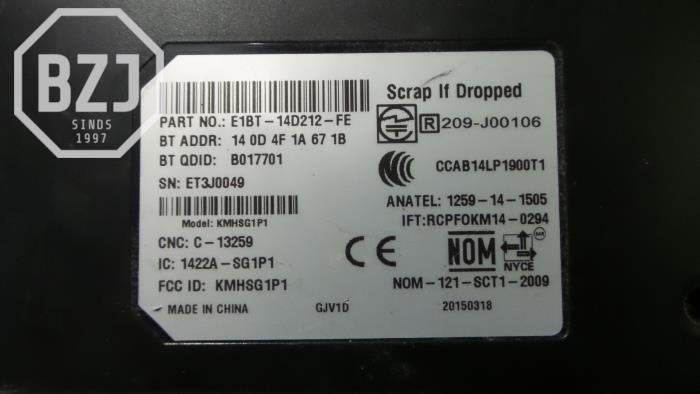 BZJ
SINDS
1997
Scrap If Dropped
PART NO.: E1BT-14D212-FE
BT ADDR: 14 0D 4F 1A 67 1B
BT QDID: B017701
SN: ET3J0049
Model: KMHSG1P1
CNC: C-13259
IC: 1422A-SG1P1
FCC ID: KMHSG1P1
MADE IN CHINA
GJV1D
R 209-J00106
CCAB14LP1900T1
ANATEL: 1259-14-1505
IFT:RCPFOKM14-0294
CE
NOM
NYCE
NOM-121-SCT1-2009
20150318